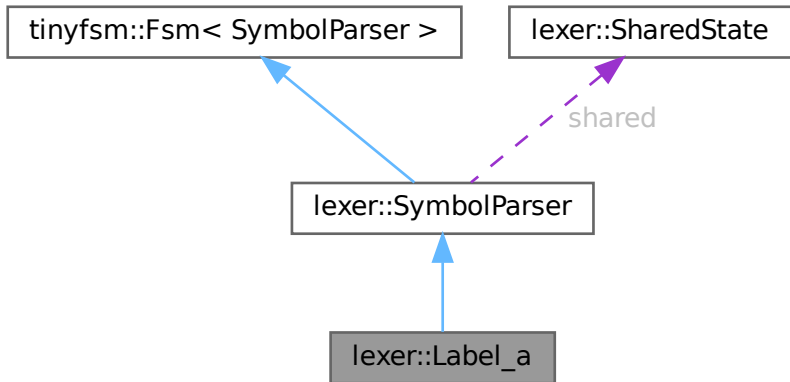 tinyfsm::Fsm< SymbolParser >
lexer::SharedState
shared
lexer::SymbolParser
lexer::Label_a